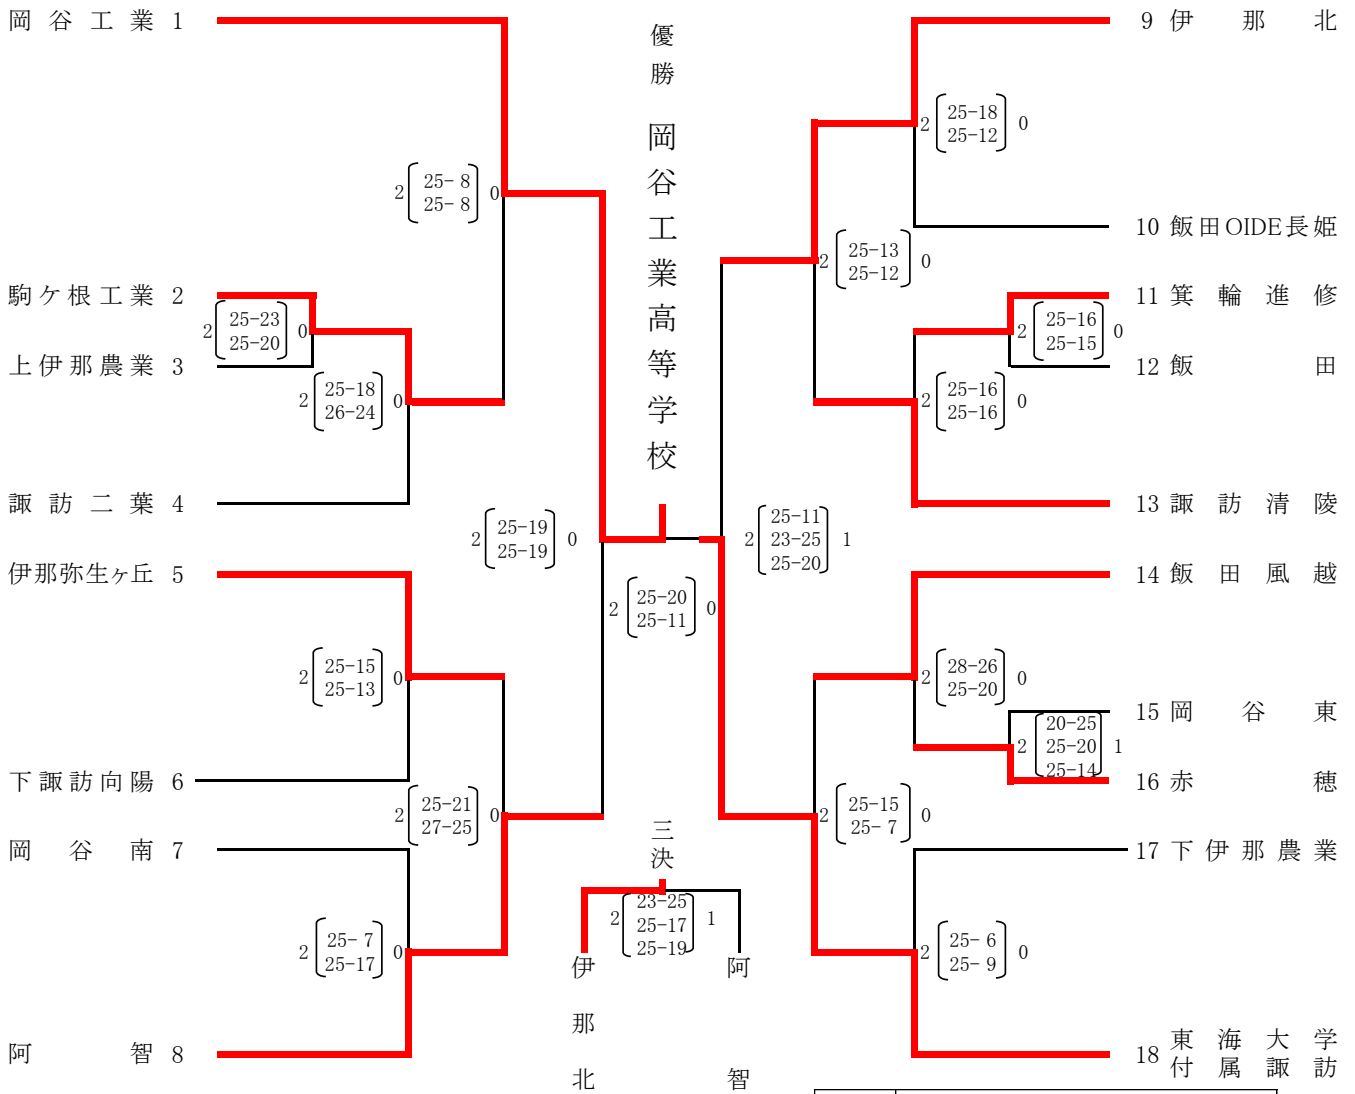 岡谷工業 1
駒ケ根工業 2
上伊那農業 3
諏訪二葉 4
伊那弥生ヶ丘 5
下諏訪向陽 6
岡谷南 7
阿智 8
2 25-23 0
25-20
2 25-18 0
26-24
2 25- 8 0
25- 8
2 25-15 0
25-13
2 25- 7 0
25-17
2 25-21 0
27-25
2 25-19 0
25-19
優勝
岡谷工業高等学校
2 25-20 0
25-11
三決
2 23-25 1
25-17
25-19
伊那北
阿智
2 25-11 1
23-25
25-20
2 25-13 0
25-12
2 25-15 0
25- 7
2 25-18 0
25-12
2 25-16 0
25-16
2 25-16 0
25-15
2 28-26 0
25-20
2 20-25 1
25-20
25-14
2 25- 6 0
25- 9
9 伊那北
10 飯田OIDE長姫
11 箕輪進修
12 飯田
13 諏訪清陵
14 飯田風越
15 岡谷東
16 赤穂
17 下伊那農業
18 東海大学
付属諏訪